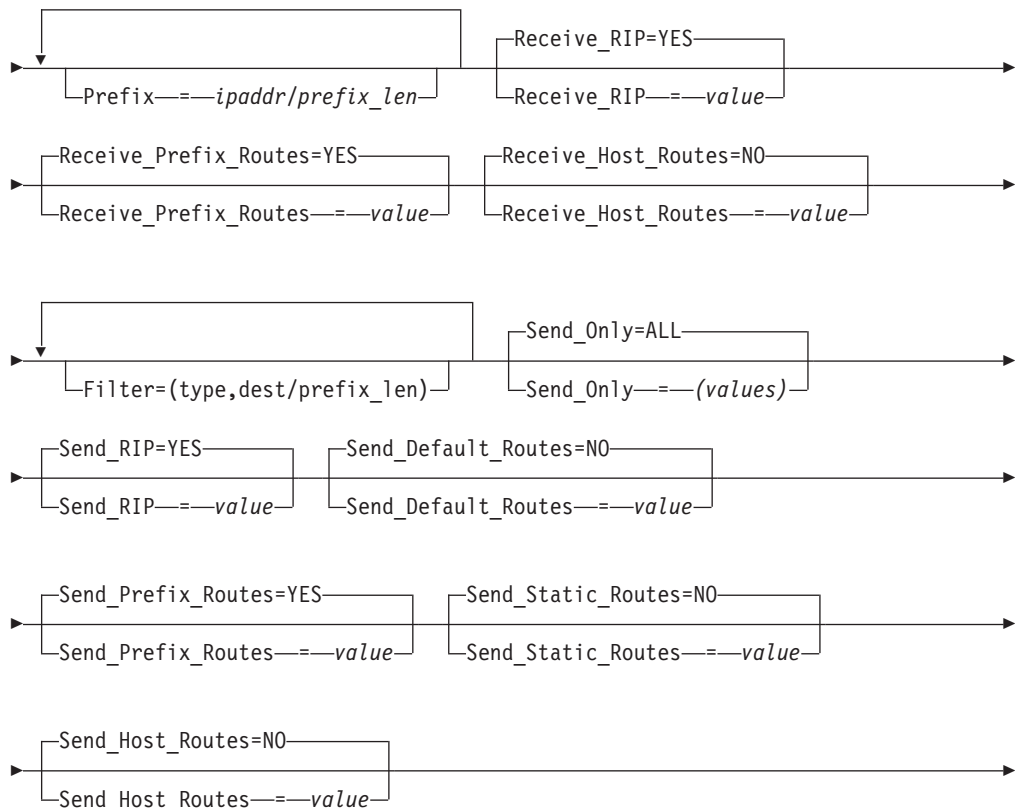 Receive_RIP=YES
Prefix = ipaddr/prefix_len Receive_RIP = value
Receive_Prefix_Routes=YES Receive_Host_Routes=NO
Receive_Prefix_Routes = value Receive_Host_Routes = value
Send_Only=ALL
Filter=(type,dest/prefix_len) Send_Only = (values)
Send_RIP=YES Send_Default_Routes=NO
Send_RIP = value Send_Default_Routes = value
Send_Prefix_Routes=YES Send_Static_Routes=NO
Send_Prefix_Routes = value Send_Static_Routes = value
Send_Host_Routes=NO
Send_Host_Routes = value